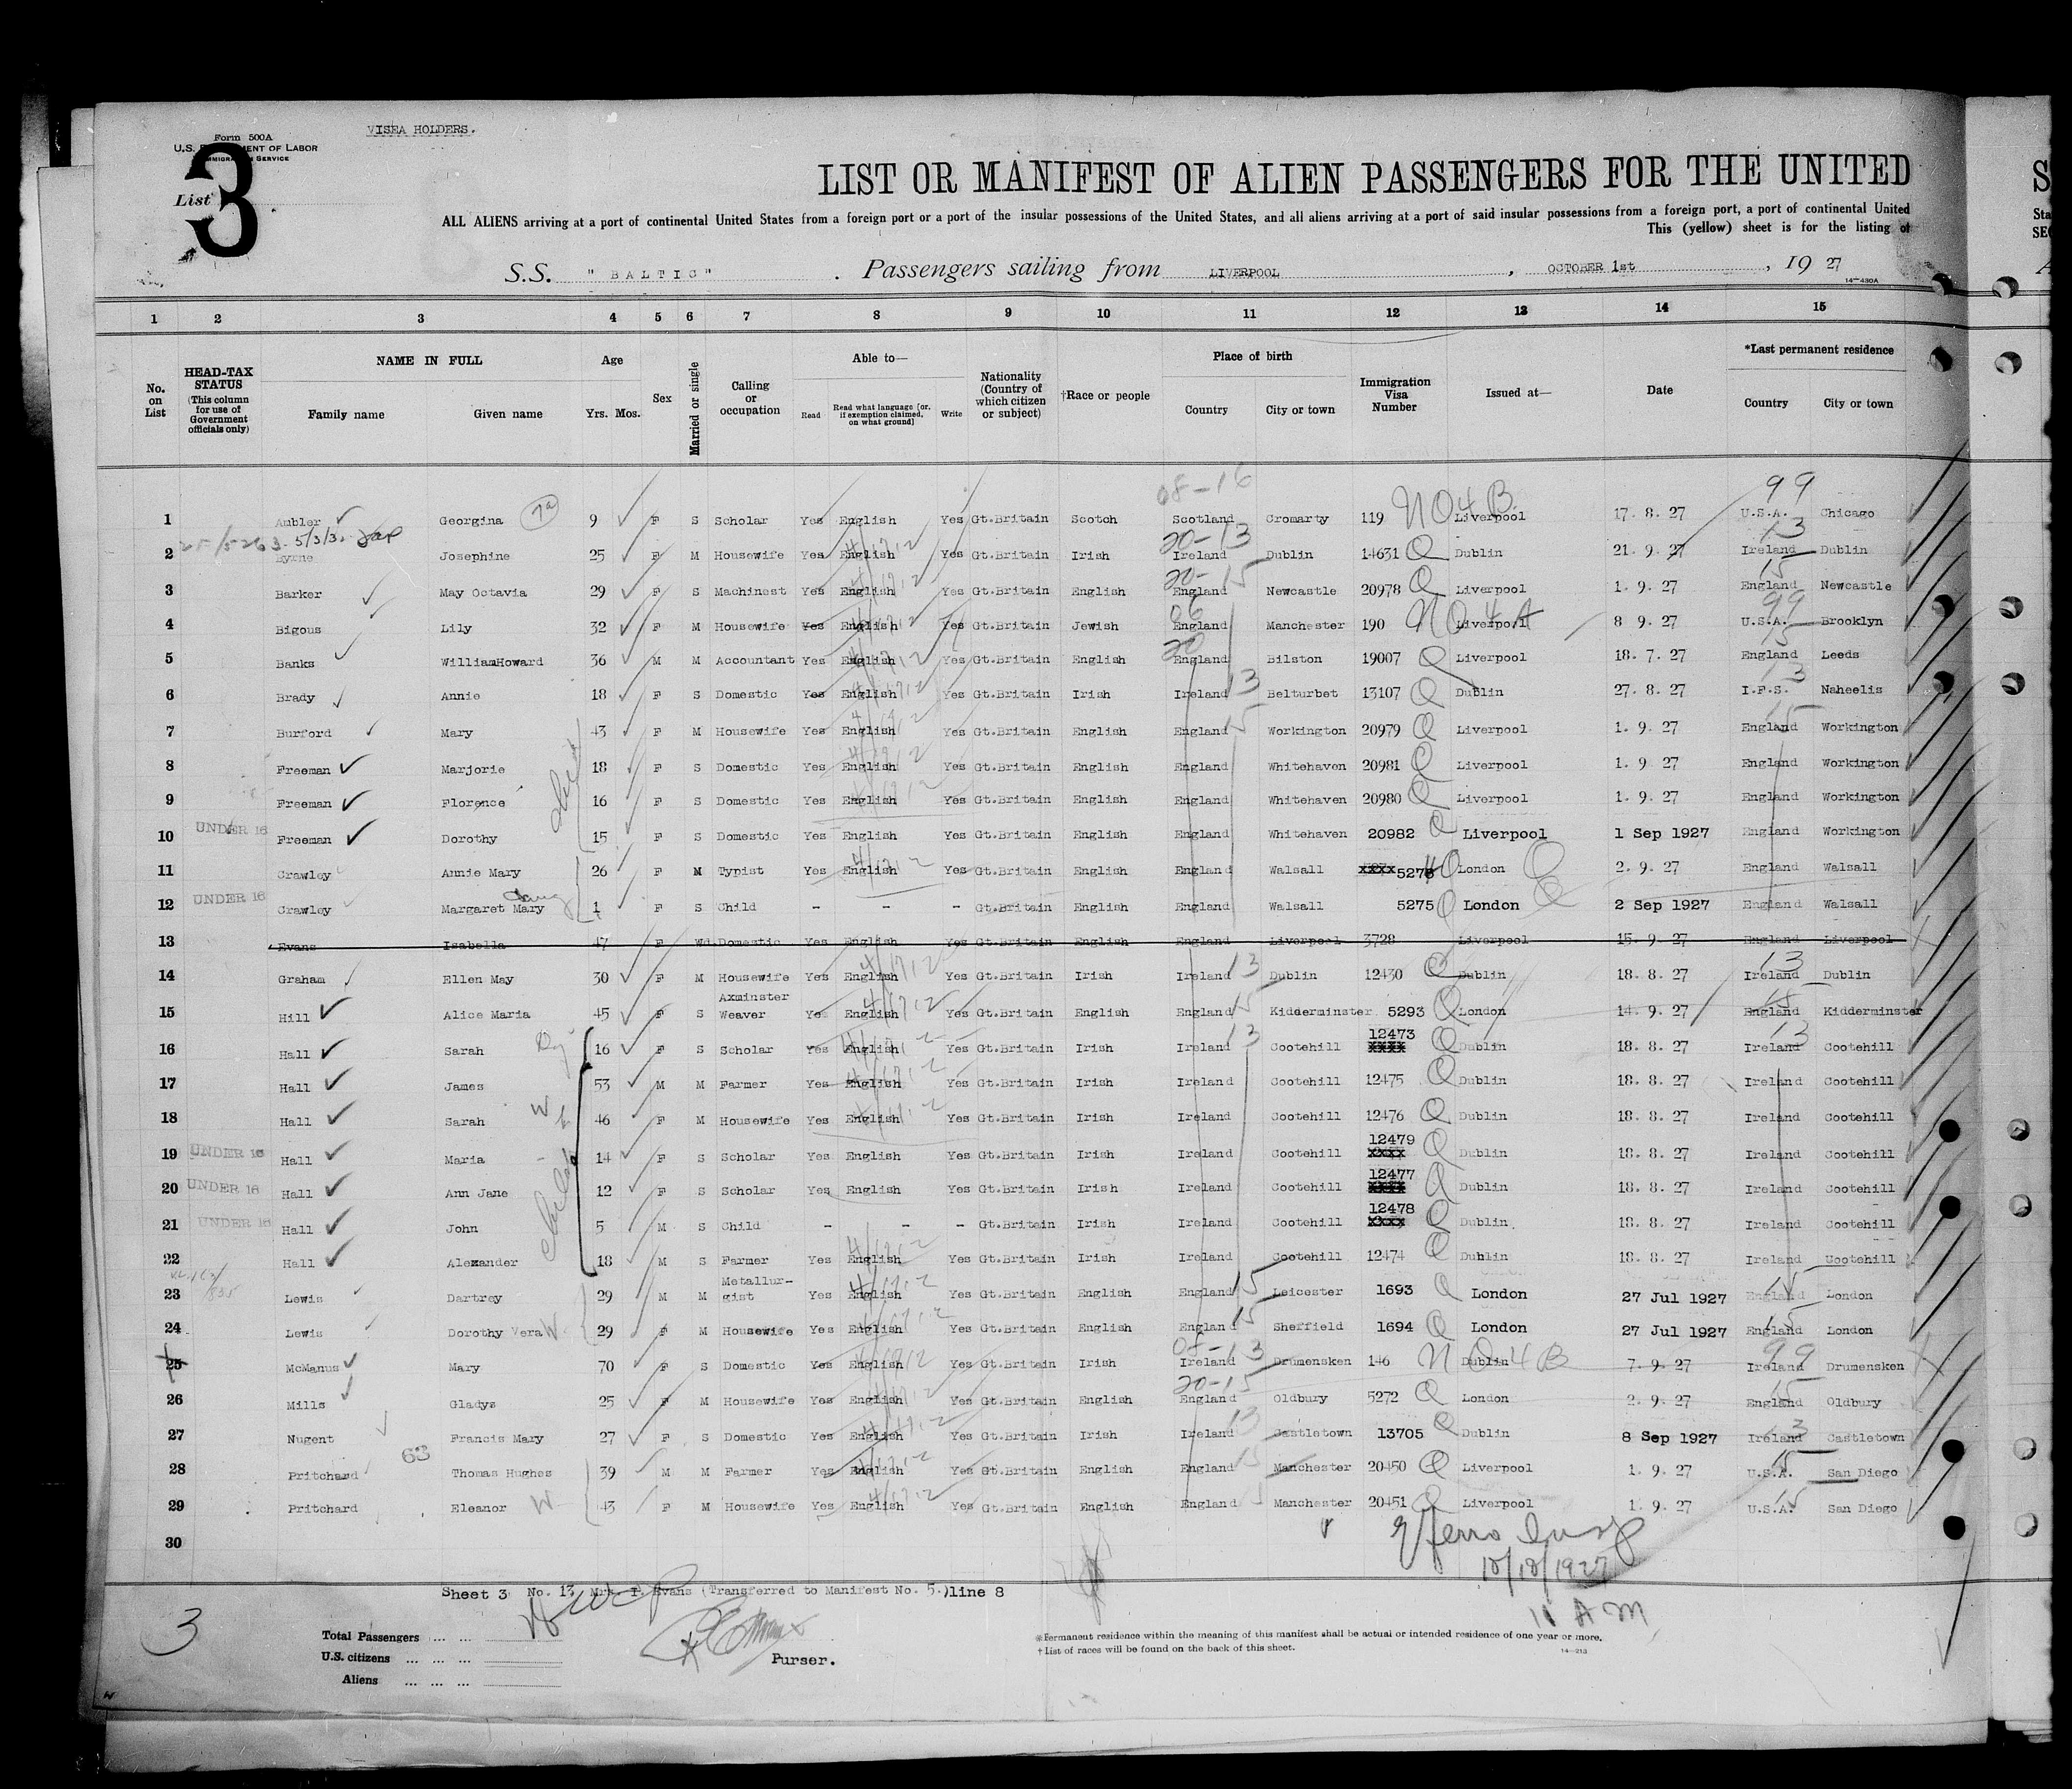 VISEA HOLDERS.
Form 500A
U.S. DEPARTMENT OF LABOR
IMMIGRATION SERVICE
List 3
LIST OR MANIFEST OF ALIEN PASSENGERS FOR THE UNITED
ALL ALIENS arriving at a port of continental United States from a foreign port or a port of the insular possessions of the United States, and all aliens arriving at a port of said insular possessions from a foreign port, a port of continental United
This (yellow) sheet is for the listing of
S.S. "BALTIC". Passengers sailing from LIVERPOOL, OCTOBER 1st, 19 27
14—430A
1 2 3 4 5 6 7 8 9 10 11 12 13 14 15
No. on List
HEAD-TAX STATUS (This column for use of Government officials only)
NAME IN FULL
Family name Given name
Age
Yrs. Mos.
Sex
Married or single
Calling or occupation
Able to—
Read Read what language [or, if exemption claimed, on what ground] Write
Nationality (Country of which citizen or subject)
†Race or people
Place of birth
Country City or town
Immigration Visa Number
Issued at—
Date
*Last permanent residence
Country City or town
08-16 NO4B 99
1 Ambler Georgina 9 F S Scholar Yes English Yes Gt.Britain Scotch Scotland Cromarty 119 Liverpool 17. 8. 27 U.S.A. Chicago
2 Byrne Josephine 25 F M Housewife Yes English Yes Gt.Britain Irish Ireland Dublin 14631 Dublin 21. 9. 27 Ireland Dublin
3 Barker May Octavia 29 F S Machinest Yes English Yes Gt.Britain English England Newcastle 20978 Liverpool 1. 9. 27 England Newcastle
4 Bigous Lily 32 F M Housewife Yes English Yes Gt.Britain Jewish England Manchester 190 NO4A Liverpool 8 9. 27 U.S.A. Brooklyn
5 Banks WilliamHoward 36 M M Accountant Yes English Yes Gt.Britain English England Bilston 19007 Liverpool 18. 7. 27 England Leeds
6 Brady Annie 18 F S Domestic Yes English Yes Gt.Britain Irish Ireland Belturbet 13107 Dublin 27. 8. 27 I.F.S. Naheelis
7 Burford Mary 43 F M Housewife Yes English Yes Gt.Britain English England Workington 20979 Liverpool 1. 9. 27 England Workington
8 Freeman Marjorie 18 F S Domestic Yes English Yes Gt.Britain English England Whitehaven 20981 Liverpool 1. 9. 27 England Workington
9 Freeman Florence 16 F S Domestic Yes English Yes Gt.Britain English England Whitehaven 20980 Liverpool 1. 9. 27 England Workington
10 UNDER 16 Freeman Dorothy 15 F S Domestic Yes English Yes Gt.Britain English England Whitehaven 20982 Liverpool 1 Sep 1927 England Workington
11 Crawley Annie Mary 26 F M Typist Yes English Yes Gt.Britain English England Walsall xxxx 5276 London 2. 9. 27 England Walsall
12 UNDER 16 Crawley Margaret Mary 1 F S Child - - - Gt.Britain English England Walsall 5275 London 2 Sep 1927 England Walsall
13 Evans Isabella 47 F Wd. Domestic Yes English Yes Gt.Britain English England Liverpool 3728 Liverpool 15. 9. 27 England Liverpool
14 Graham Ellen May 30 F M Housewife Yes English Yes Gt.Britain Irish Ireland Dublin 12430 Dublin 18. 8. 27 Ireland Dublin
15 Hill Alice Maria 45 F S Axminster Weaver Yes English Yes Gt.Britain English England Kidderminster 5293 London 14. 9. 27 England Kidderminster
16 Hall Sarah 16 F S Scholar Yes English Yes Gt.Britain Irish Ireland Cootehill 12473 xxxx Dublin 18. 8. 27 Ireland Cootehill
17 Hall James 53 M M Farmer Yes English Yes Gt.Britain Irish Ireland Cootehill 12475 Dublin 18. 8. 27 Ireland Cootehill
18 Hall Sarah W 46 F M Housewife Yes English Yes Gt.Britain Irish Ireland Cootehill 12476 Dublin 18. 8. 27 Ireland Cootehill
19 UNDER 16 Hall Maria 14 F S Scholar Yes English Yes Gt.Britain Irish Ireland Cootehill 12479 xxxx Dublin 18. 8. 27 Ireland Cootehill
20 UNDER 16 Hall Ann Jane 12 F S Scholar Yes English Yes Gt.Britain Irish Ireland Cootehill 12477 xxxx Dublin 18. 8. 27 Ireland Cootehill
21 UNDER 16 Hall John 5 M S Child - - - Gt.Britain Irish Ireland Cootehill 12478 xxxx Dublin. 18. 8. 27 Ireland Cootehill
22 Hall Alexander 18 M S Farmer Yes English Yes Gt.Britain Irish Ireland Cootehill 12474 Dublin 18. 8. 27 Ireland Cootehill
23 Lewis Dartrey 29 M M Metallur-gist Yes English Yes Gt.Britain English England Leicester 1693 London 27 Jul 1927 England London
24 Lewis Dorothy Vera W 29 F M Housewife Yes English Yes Gt.Britain English England Sheffield 1694 London 27 Jul 1927 England London
25 McManus Mary 70 F S Domestic Yes English Yes Gt.Britain Irish Ireland Drumensken 146 NO4B Dublin 7. 9. 27 Ireland Drumensken
26 Mills Gladys 25 F M Housewife Yes English Yes Gt.Britain English England Oldbury 5272 London 2. 9. 27 England Oldbury
27 Nugent Francis Mary 27 F S Domestic Yes English Yes Gt.Britain Irish Ireland Castletown 13705 Dublin 8 Sep 1927 Ireland Castletown
63
28 Pritchard Thomas Hughes 39 M M Farmer Yes English Yes Gt.Britain English England Manchester 20450 Liverpool 1. 9. 27 U.S.A. San Diego
29 Pritchard Eleanor W 43 F M Housewife Yes English Yes Gt.Britain English England Manchester 20451 Liverpool 1. 9. 27 U.S.A. San Diego
30
10/10/1927
11 AM
Sheet 3 No. 13 Mrs. I. Evans (Transferred to Manifest No. 5.)line 8
3
Total Passengers ... ...
U.S. citizens ... ... ...
Aliens ... ... ...
Purser.
*Permanent residence within the meaning of this manifest shall be actual or intended residence of one year or more.
†List of races will be found on the back of this sheet.
14—213